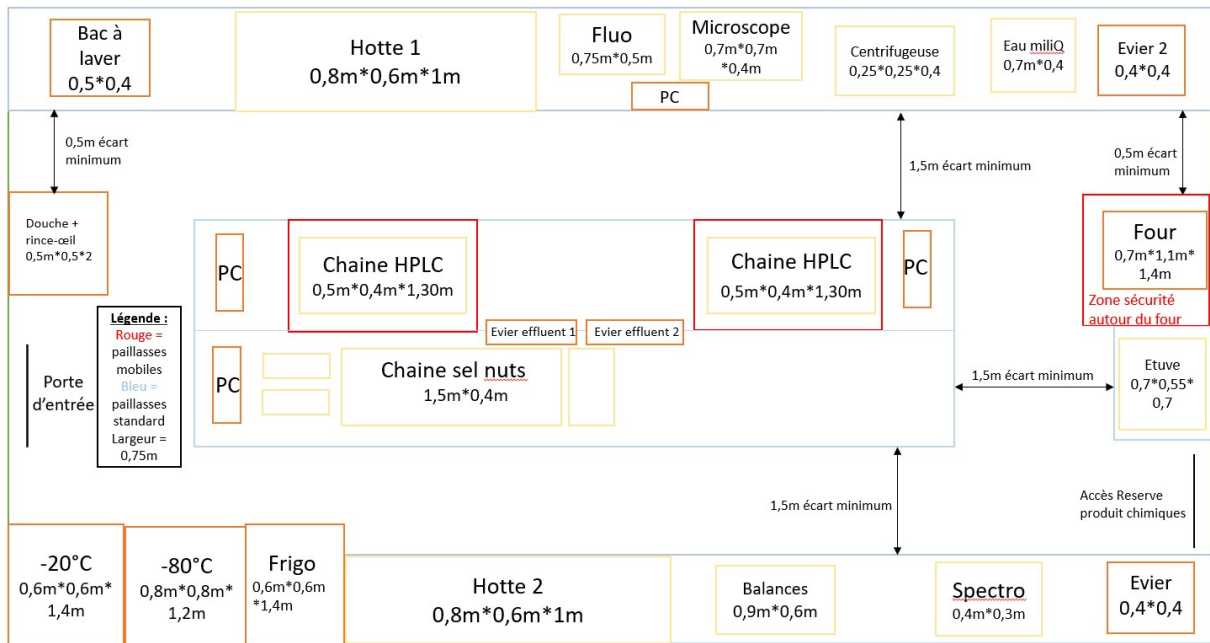 Bac à
laver
0,5*0,4
Hotte 1
0,8m*0,6m*1m
Fluo
0,75m*0,5m
Microscope
0,7m*0,7m
*0,4m
PC
Centrifugeuse
0,25*0,25*0,4
Eau miliQ
0,7m*0,4
Evier 2
0,4*0,4
0,5m écart
minimum
1,5m écart minimum
0,5m écart
minimum
Douche +
rince-œil
0,5m*0,5*2
PC
Chaine HPLC
0,5m*0,4m*1,30m
Chaine HPLC
0,5m*0,4m*1,30m
PC
Four
0,7m*1,1m*
1,4m
Zone sécurité
autour du four
Légende :
Rouge =
paillasses
mobiles
Bleu =
paillasses
standard
Largeur =
0,75m
Porte
d'entrée
Evier effluent 1
Evier effluent 2
PC
Chaine sel nuts
1,5m*0,4m
1,5m écart minimum
Etuve
0,7*0,55*
0,7
1,5m écart minimum
Accès Reserve
produit chimiques
-20°C
0,6m*0,6m*
1,4m
-80°C
0,8m*0,8m*
1,2m
Frigo
0,6m*0,6m
*1,4m
Hotte 2
0,8m*0,6m*1m
Balances
0,9m*0,6m
Spectro
0,4m*0,3m
Evier
0,4*0,4